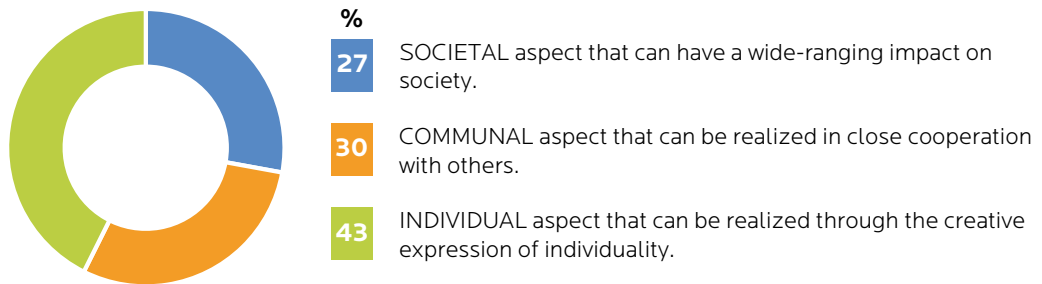 %
27 SOCIETAL aspect that can have a wide-ranging impact on
society.
30 COMMUNAL aspect that can be realized in close cooperation
with others.
43 INDIVIDUAL aspect that can be realized through the creative
expression of individuality.